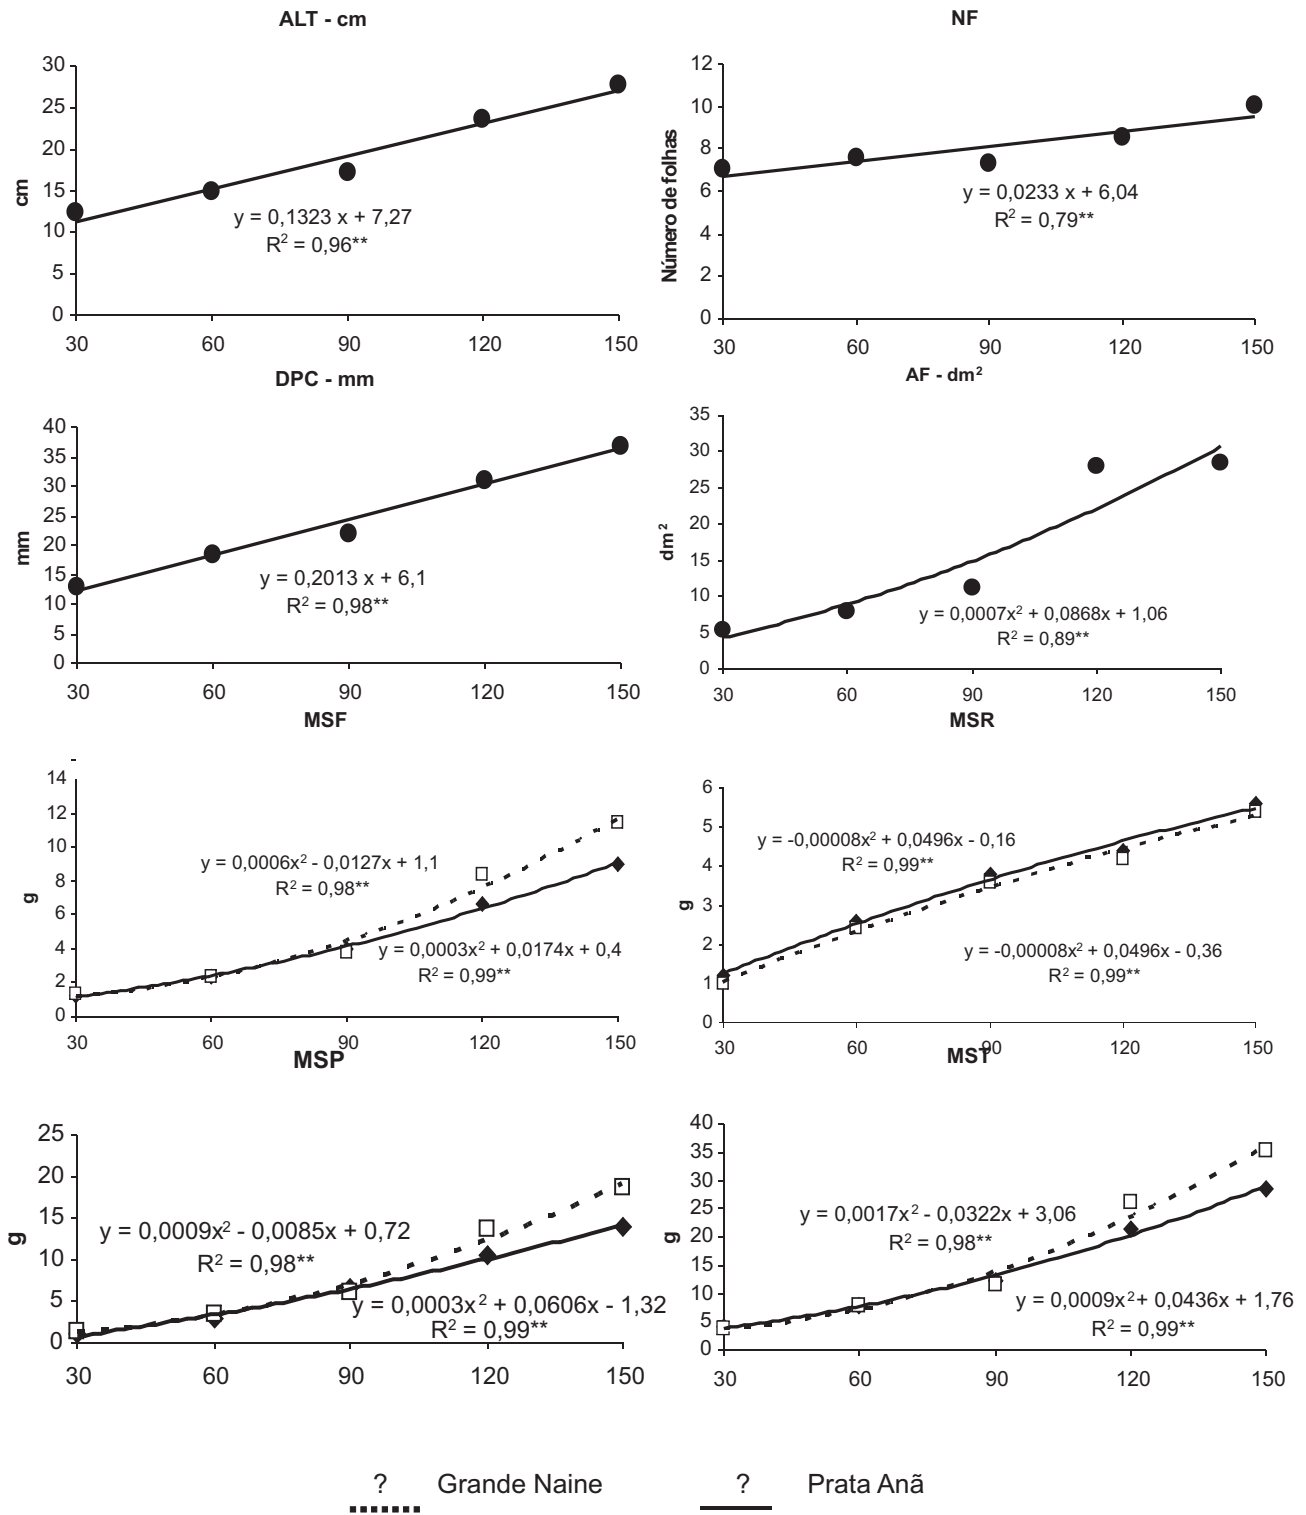 ALT - cm
30
25
20
15
10
5
0
cm
y = 0,1323 x + 7,27
R² = 0,96**
30 60 90 120 150
NF
12
10
8
6
4
2
0
Número de folhas
y = 0,0233 x + 6,04
R² = 0,79**
30 60 90 120 150
DPC - mm
40
35
30
25
20
15
10
5
0
mm
y = 0,2013 x + 6,1
R² = 0,98**
30 60 90 120 150
AF - dm²
35
30
25
20
15
10
5
0
dm²
y = 0,0007x² + 0,0868x + 1,06
R² = 0,89**
30 60 90 120 150
MSF
14
12
10
8
6
4
2
0
g
y = 0,0006x² - 0,0127x + 1,1
R² = 0,98**
y = 0,0003x² + 0,0174x + 0,4
R² = 0,99**
30 60 90 120 150
MSR
6
5
4
3
2
1
0
g
y = -0,00008x² + 0,0496x - 0,16
R² = 0,99**
y = -0,00008x² + 0,0496x - 0,36
R² = 0,99**
30 60 90 120 150
MSP
25
20
15
10
5
0
g
y = 0,0009x² - 0,0085x + 0,72
R² = 0,98**
y = 0,0003x² + 0,0606x - 1,32
R² = 0,99**
30 60 90 120 150
MST
40
35
30
25
20
15
10
5
0
g
y = 0,0017x² - 0,0322x + 3,06
R² = 0,98**
y = 0,0009x² + 0,0436x + 1,76
R² = 0,99**
30 60 90 120 150
? Grande Naine ? Prata Anã